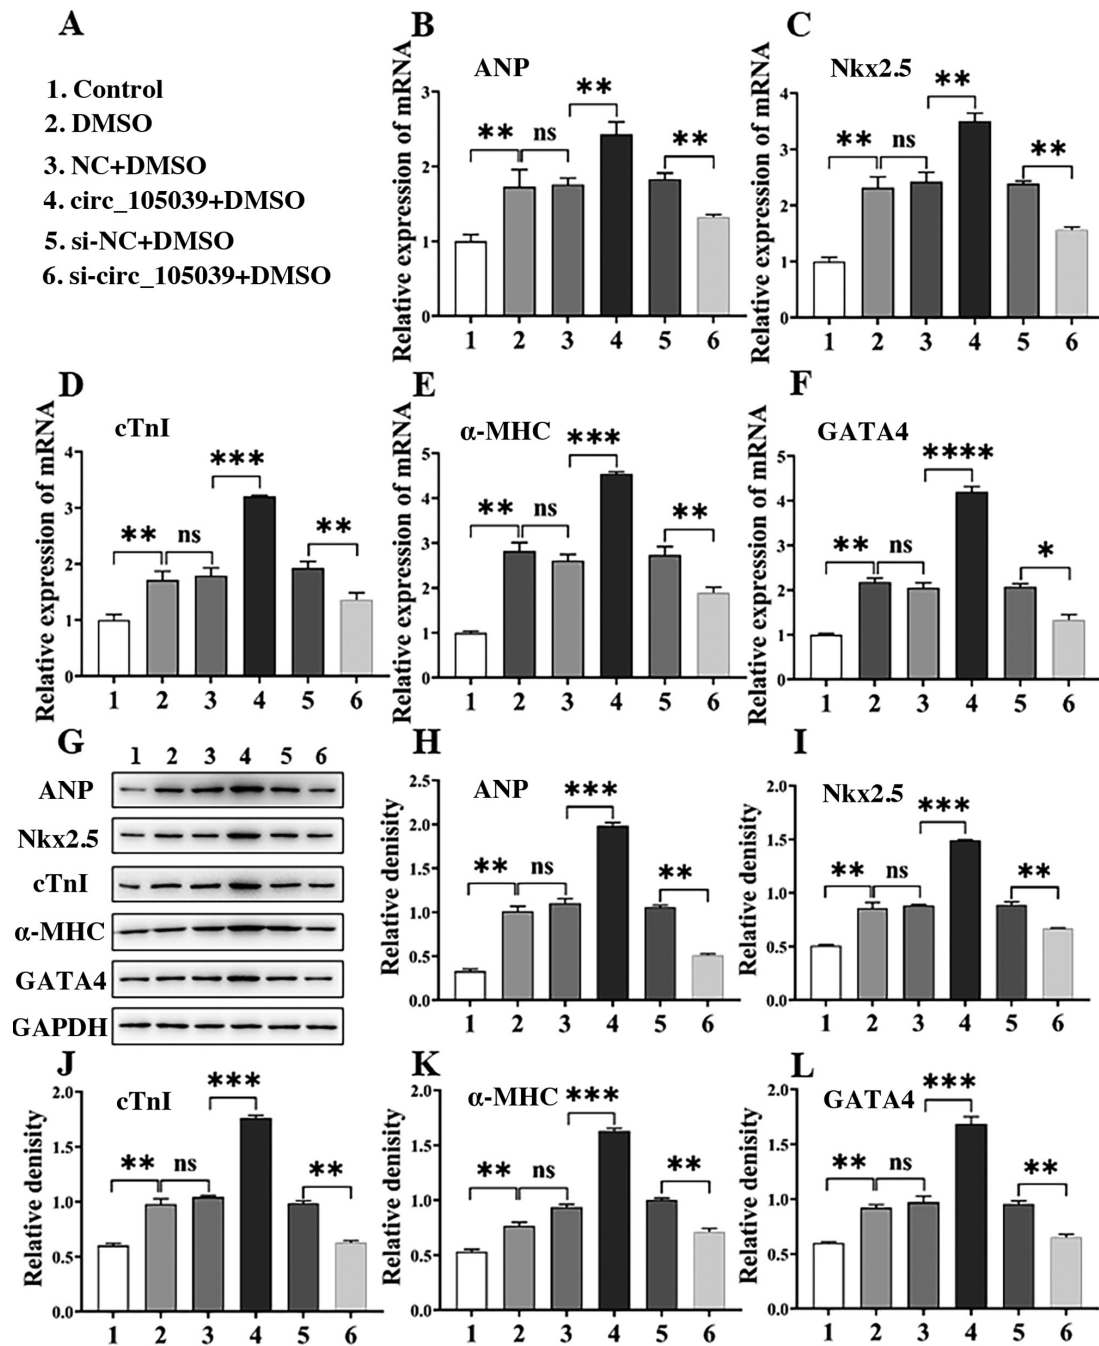 A
1. Control
2. DMSO
3. NC+DMSO
4. circ_105039+DMSO
5. si-NC+DMSO
6. si-circ_105039+DMSO
B
ANP
Relative expression of mRNA
3
2
1
0
** ns ** **
1 2 3 4 5 6
C
Nkx2.5
Relative expression of mRNA
4
3
2
1
0
** ns ** **
1 2 3 4 5 6
D
cTnI
Relative expression of mRNA
4
3
2
1
0
** ns *** **
1 2 3 4 5 6
E
α-MHC
Relative expression of mRNA
5
4
3
2
1
0
** ns *** **
1 2 3 4 5 6
F
GATA4
Relative expression of mRNA
5
4
3
2
1
0
** ns **** *
1 2 3 4 5 6
G
1 2 3 4 5 6
ANP
Nkx2.5
cTnI
α-MHC
GATA4
GAPDH
H
ANP
Relative denisity
2.5
2.0
1.5
1.0
0.5
0.0
** ns *** **
1 2 3 4 5 6
I
Nkx2.5
Relative denisity
2.0
1.5
1.0
0.5
0.0
** ns *** **
1 2 3 4 5 6
J
cTnI
Relative denisity
2.0
1.5
1.0
0.5
0.0
** ns *** **
1 2 3 4 5 6
K
α-MHC
Relative denisity
2.0
1.5
1.0
0.5
0.0
** ns *** **
1 2 3 4 5 6
L
GATA4
Relative denisity
2.0
1.5
1.0
0.5
0.0
** ns *** **
1 2 3 4 5 6